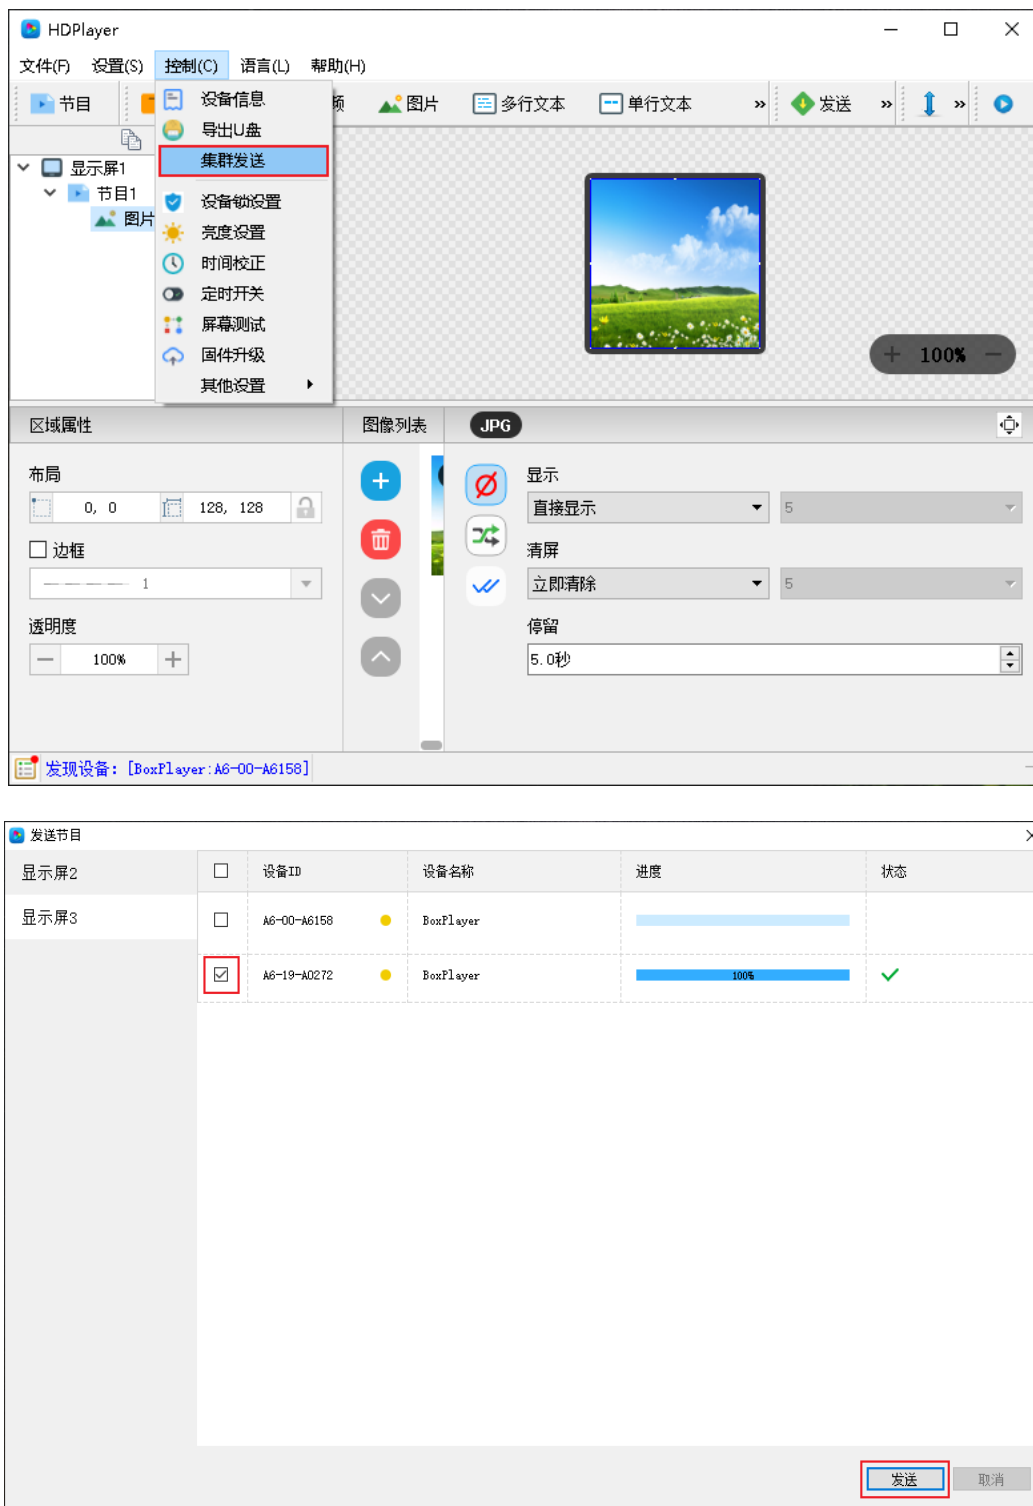 HDPlayer
文件(F) 设置(S) 控制(C) 语言(L) 帮助(H)
节目 频 图片 多行文本 单行文本 » 发送 » »
设备信息
导出U盘
集群发送
设备锁设置
亮度设置
时间校正
定时开关
屏幕测试
固件升级
其他设置
显示屏1
节目1
图片
+ 100% −
区域属性 图像列表 JPG
布局
0, 0 128, 128
边框
1
透明度
100%
显示
直接显示 5
清屏
立即清除 5
停留
5.0秒
发现设备: [BoxPlayer:A6-00-A6158]
发送节目
显示屏2
显示屏3
设备ID 设备名称 进度 状态
A6-00-A6158 BoxPlayer
A6-19-A0272 BoxPlayer 100%
发送 取消